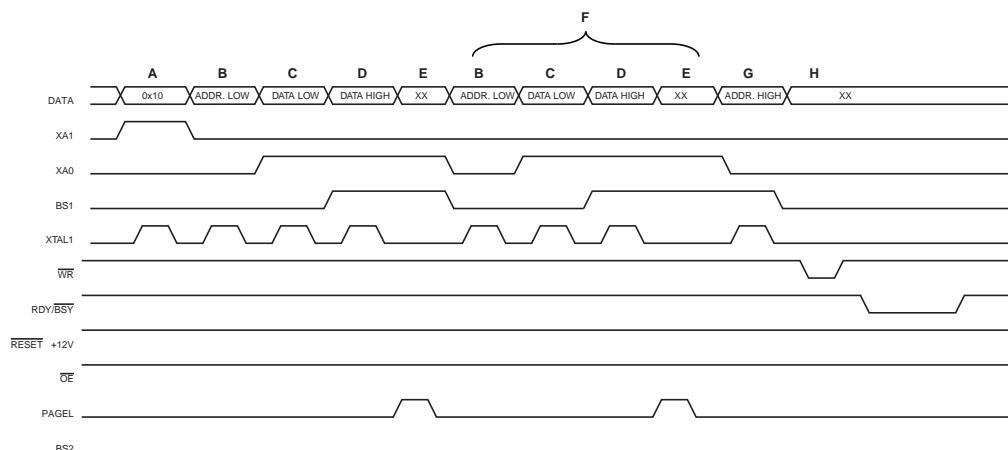 F
A B C D E B C D E G H
DATA 0x10 ADDR. LOW DATA LOW DATA HIGH XX ADDR. LOW DATA LOW DATA HIGH XX ADDR. HIGH XX
XA1
XA0
BS1
XTAL1
WR
RDY/BSY
RESET +12V
OE
PAGEL
BS2